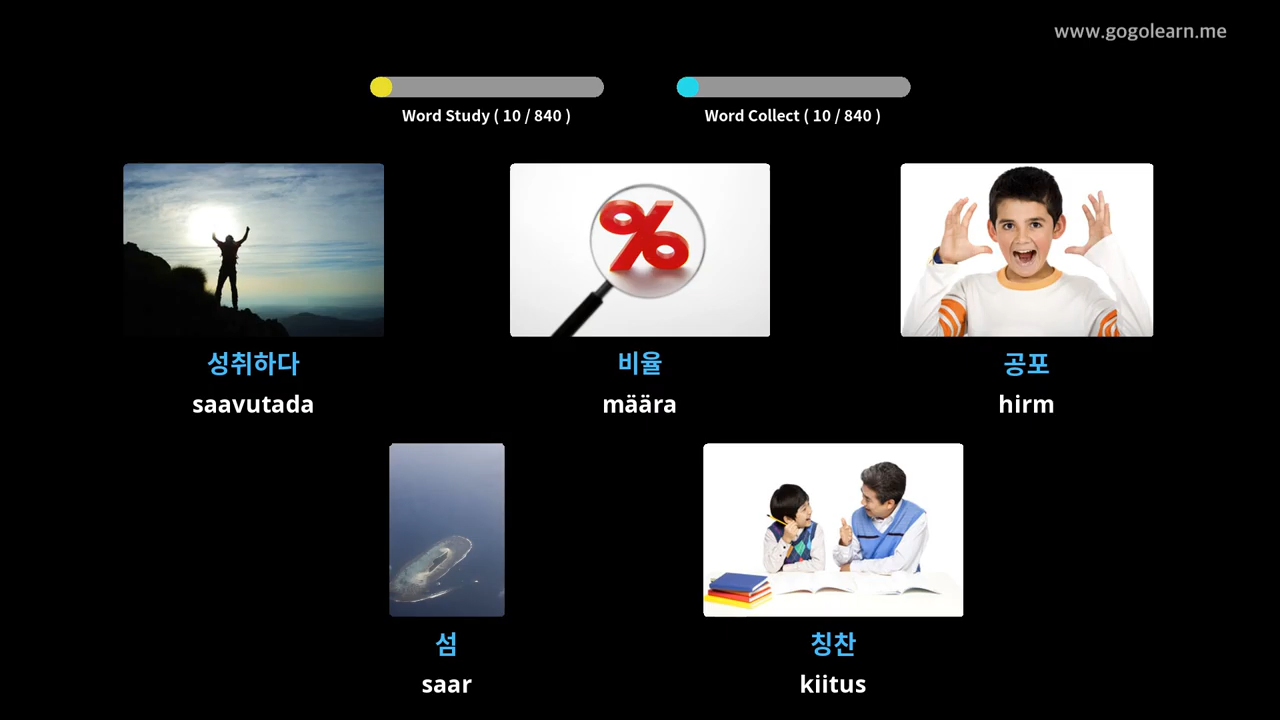 www.gogolearn.me
Word Study ( 10 / 840 )
Word Collect ( 10 / 840 )
성취하다
saavutada
비율
määra
공포
hirm
섬
saar
칭찬
kiitus